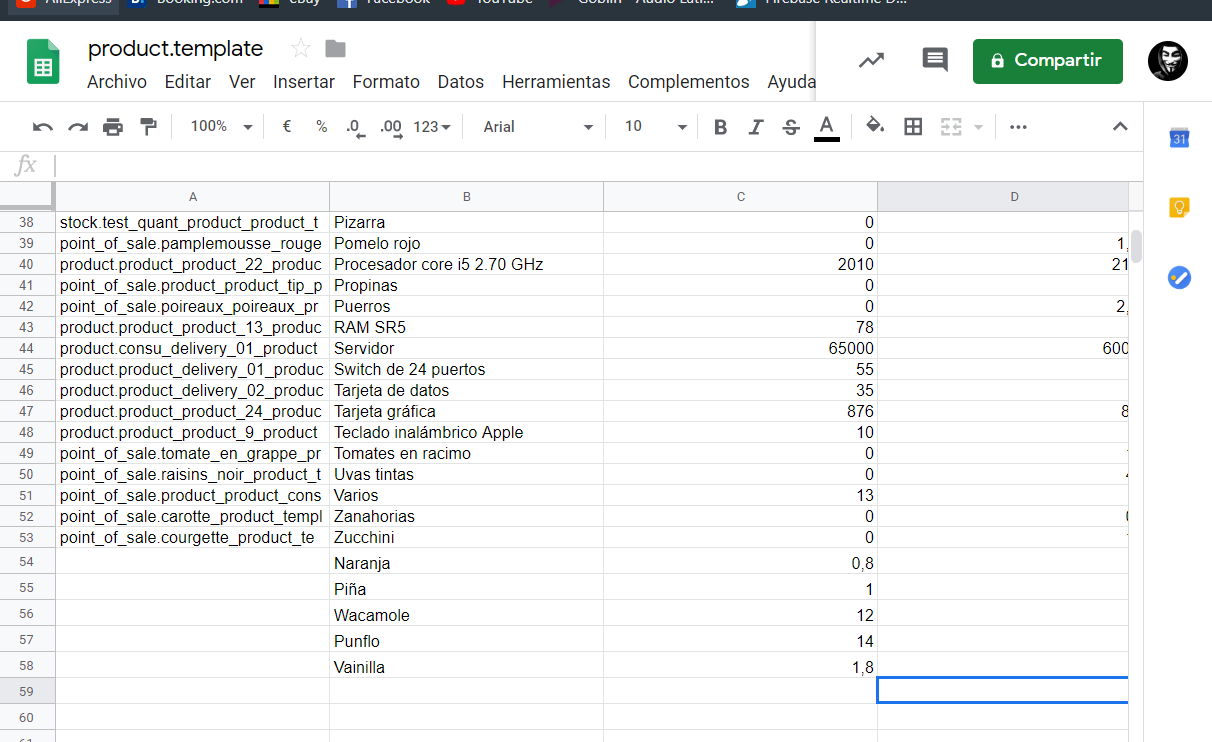 AliExpress Booking.com ebay Facebook YouTube Goblin - Audio Lati... Firebase Realtime D...
product.template
Archivo Editar Ver Insertar Formato Datos Herramientas Complementos Ayuda
Compartir
100% € % .0 .00 123 Arial 10 B I S A
31
fx
A B C D
38 stock.test_quant_product_product_t Pizarra 0
39 point_of_sale.pamplemousse_rouge Pomelo rojo 0 1,
40 product.product_product_22_produc Procesador core i5 2.70 GHz 2010 21
41 point_of_sale.product_product_tip_p Propinas 0
42 point_of_sale.poireaux_poireaux_pr Puerros 0 2,
43 product.product_product_13_produc RAM SR5 78
44 product.consu_delivery_01_product Servidor 65000 600
45 product.product_delivery_01_produc Switch de 24 puertos 55
46 product.product_delivery_02_produc Tarjeta de datos 35
47 product.product_product_24_produc Tarjeta gráfica 876 8
48 product.product_product_9_product Teclado inalámbrico Apple 10
49 point_of_sale.tomate_en_grappe_pr Tomates en racimo 0
50 point_of_sale.raisins_noir_product_t Uvas tintas 0
51 point_of_sale.product_product_cons Varios 13
52 point_of_sale.carotte_product_templ Zanahorias 0
53 point_of_sale.courgette_product_te Zucchini 0
54 Naranja 0,8
55 Piña 1
56 Wacamole 12
57 Punflo 14
58 Vainilla 1,8
59
60